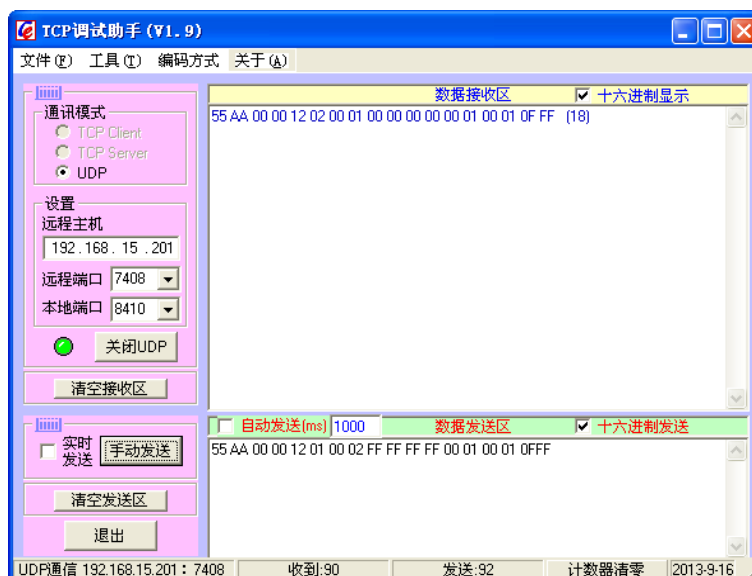 TCP调试助手(V1.9)
文件(F) 工具(T) 编码方式 关于(A)
通讯模式
TCP Client
TCP Server
UDP
设置
远程主机
192.168. 15 .201
远程端口 7408
本地端口 8410
关闭UDP
清空接收区
数据接收区 十六进制显示
55 AA 00 00 12 02 00 01 00 00 00 00 00 01 00 01 0F FF (18)
实时发送 手动发送
清空发送区
退出
自动发送(ms) 1000 数据发送区 十六进制发送
55 AA 00 00 12 01 00 02 FF FF FF FF 00 01 00 01 0FFF
UDP通信 192.168.15.201：7408 收到:90 发送:92 计数器清零 2013-9-16